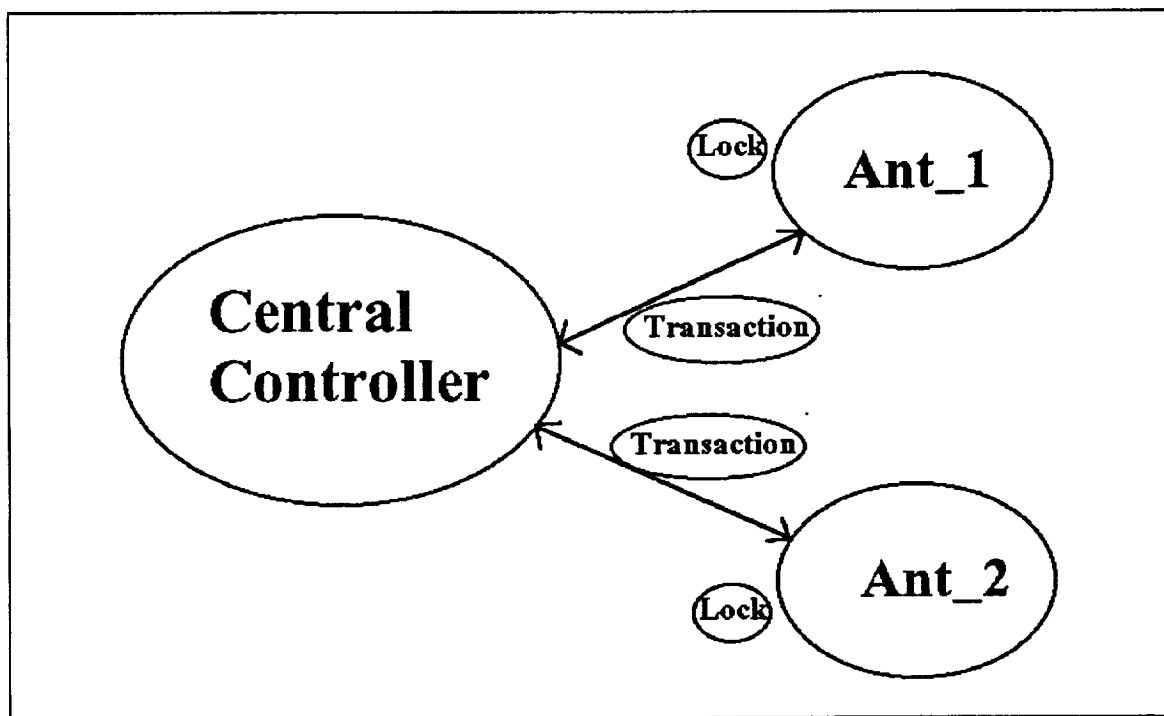 Lock
Ant_1
Central
Controller
Transaction
Transaction
Ant_2
Lock